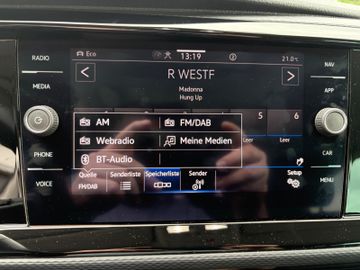 RADIO
MEDIA
PHONE
VOICE
Eco
13:19
21.0°C
R WESTF
Madonna
Hung Up
AM
FM/DAB
Webradio
Meine Medien
BT-Audio
5
6
Leer
Leer
Quelle
FM/DAB
Senderliste
Speicherliste
Sender
Setup
NAV
APP
CAR
MENU